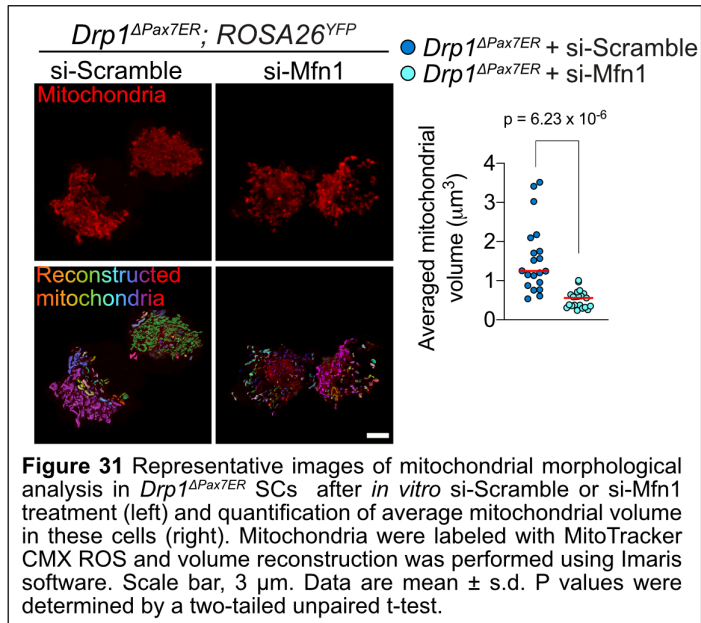 Drp1ΔPax7ER; ROSA26YFP
si-Scramble
si-Mfn1
Mitochondria
Reconstructed
mitochondria
Drp1ΔPax7ER + si-Scramble
Drp1ΔPax7ER + si-Mfn1
p = 6.23 x 10-6
Averaged mitochondrial
volume (μm3)
4
3
2
1
0
Figure 31 Representative images of mitochondrial morphological
analysis in Drp1ΔPax7ER SCs after in vitro si-Scramble or si-Mfn1
treatment (left) and quantification of average mitochondrial volume
in these cells (right). Mitochondria were labeled with MitoTracker
CMX ROS and volume reconstruction was performed using Imaris
software. Scale bar, 3 μm. Data are mean ± s.d. P values were
determined by a two-tailed unpaired t-test.